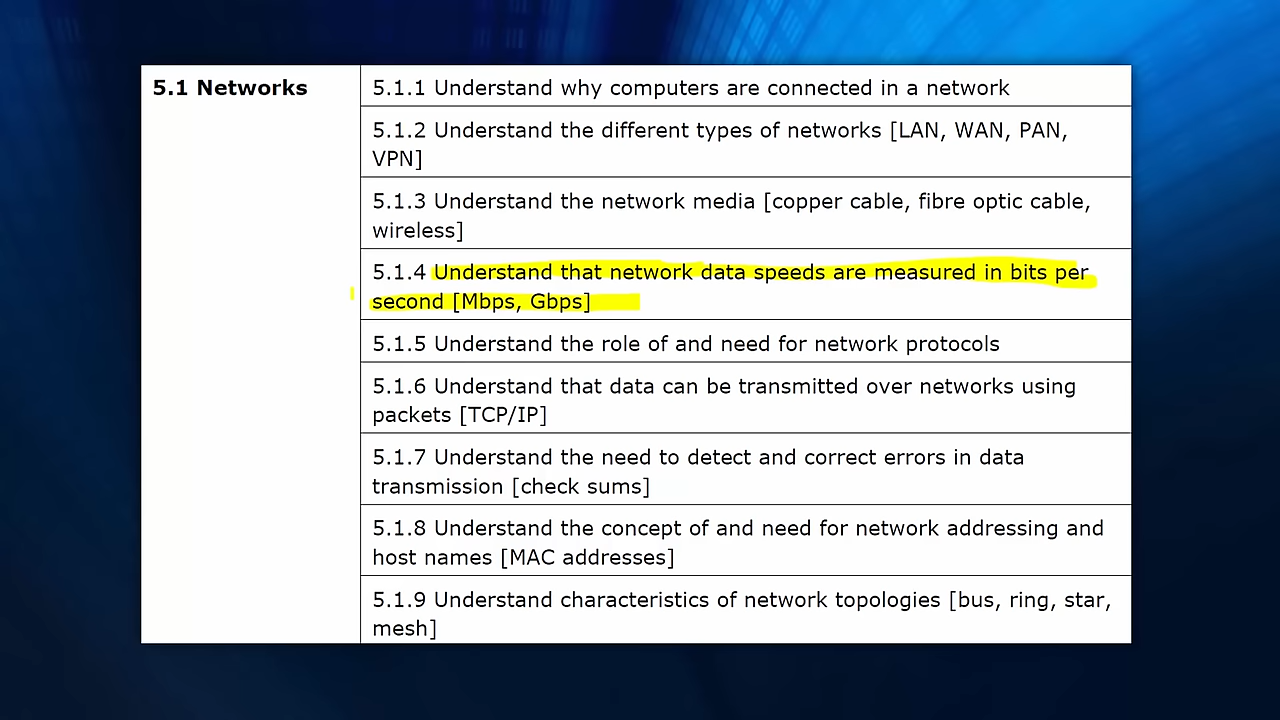 5.1 Networks
5.1.1 Understand why computers are connected in a network
5.1.2 Understand the different types of networks [LAN, WAN, PAN,
VPN]
5.1.3 Understand the network media [copper cable, fibre optic cable,
wireless]
5.1.4 Understand that network data speeds are measured in bits per
second [Mbps, Gbps]
5.1.5 Understand the role of and need for network protocols
5.1.6 Understand that data can be transmitted over networks using
packets [TCP/IP]
5.1.7 Understand the need to detect and correct errors in data
transmission [check sums]
5.1.8 Understand the concept of and need for network addressing and
host names [MAC addresses]
5.1.9 Understand characteristics of network topologies [bus, ring, star,
mesh]